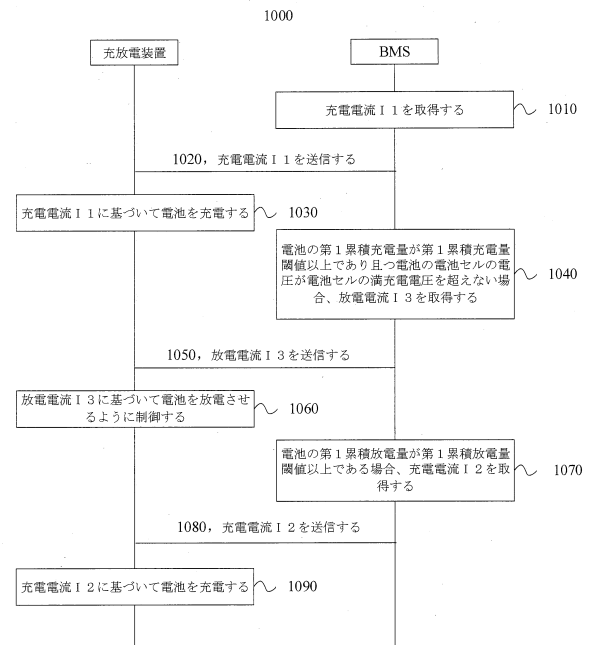 1000
充放電装置
BMS
充電電流Ｉ１を取得する
1010
1020，充電電流Ｉ１を送信する
充電電流Ｉ１に基づいて電池を充電する
1030
電池の第１累積充電量が第１累積充電量
閾値以上であり且つ電池の電池セルの電
圧が電池セルの満充電電圧を超えない場
合、放電電流Ｉ３を取得する
1040
1050，放電電流Ｉ３を送信する
放電電流Ｉ３に基づいて電池を放電させ
るように制御する
1060
電池の第１累積放電量が第１累積放電量
閾値以上である場合、充電電流Ｉ２を取
得する
1070
1080，充電電流Ｉ２を送信する
充電電流Ｉ２に基づいて電池を充電する
1090